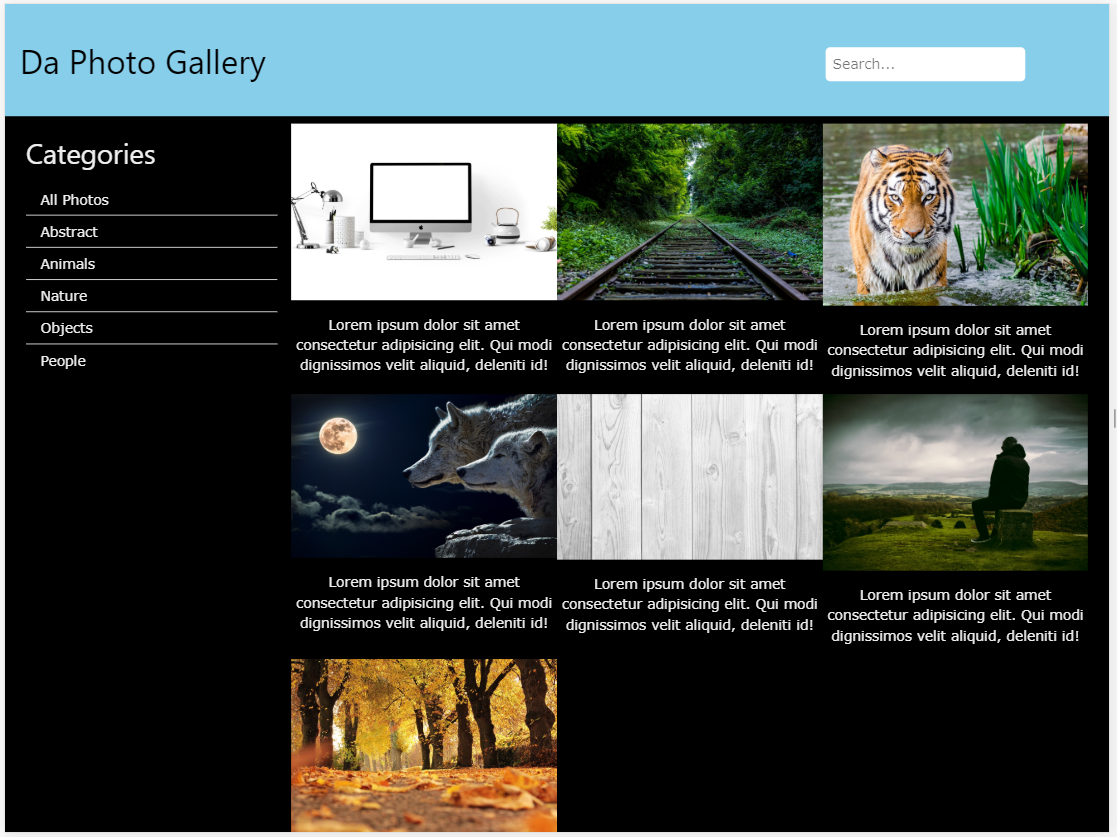 Da Photo Gallery
Search...
Categories
All Photos
Abstract
Animals
Nature
Objects
People
Lorem ipsum dolor sit amet
consectetur adipisicing elit. Qui modi
dignissimos velit aliquid, deleniti id!
Lorem ipsum dolor sit amet
consectetur adipisicing elit. Qui modi
dignissimos velit aliquid, deleniti id!
Lorem ipsum dolor sit amet
consectetur adipisicing elit. Qui modi
dignissimos velit aliquid, deleniti id!
Lorem ipsum dolor sit amet
consectetur adipisicing elit. Qui modi
dignissimos velit aliquid, deleniti id!
Lorem ipsum dolor sit amet
consectetur adipisicing elit. Qui modi
dignissimos velit aliquid, deleniti id!
Lorem ipsum dolor sit amet
consectetur adipisicing elit. Qui modi
dignissimos velit aliquid, deleniti id!